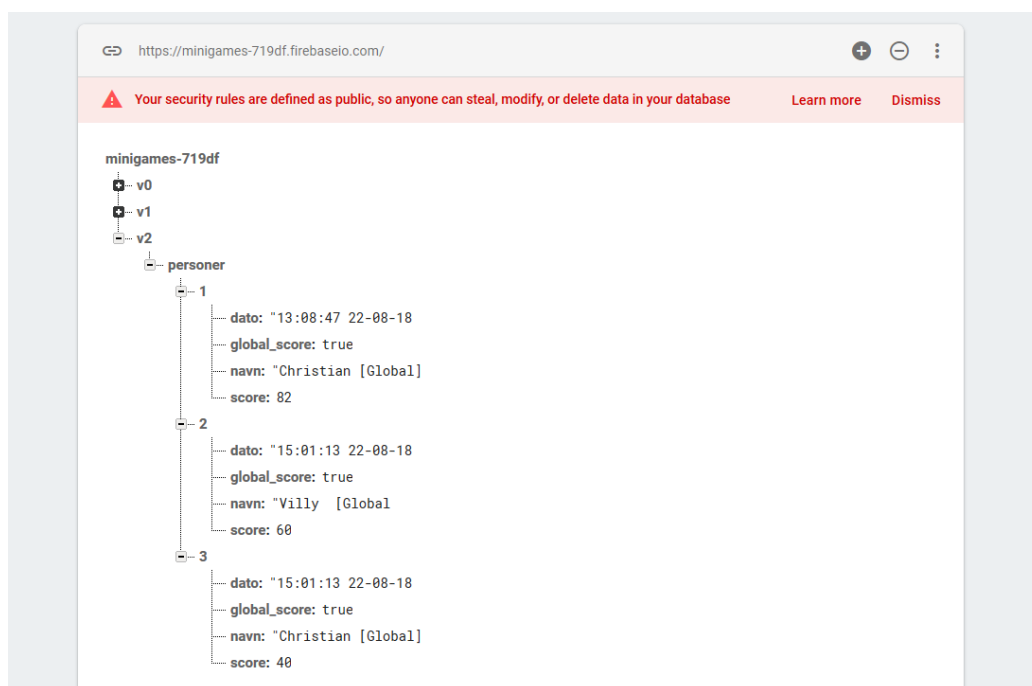 https://minigames-719df.firebaseio.com/
Your security rules are defined as public, so anyone can steal, modify, or delete data in your database Learn more Dismiss
minigames-719df
v0
v1
v2
personer
1
dato: "13:08:47 22-08-18
global_score: true
navn: "Christian [Global]
score: 82
2
dato: "15:01:13 22-08-18
global_score: true
navn: "Villy  [Global
score: 60
3
dato: "15:01:13 22-08-18
global_score: true
navn: "Christian [Global]
score: 40